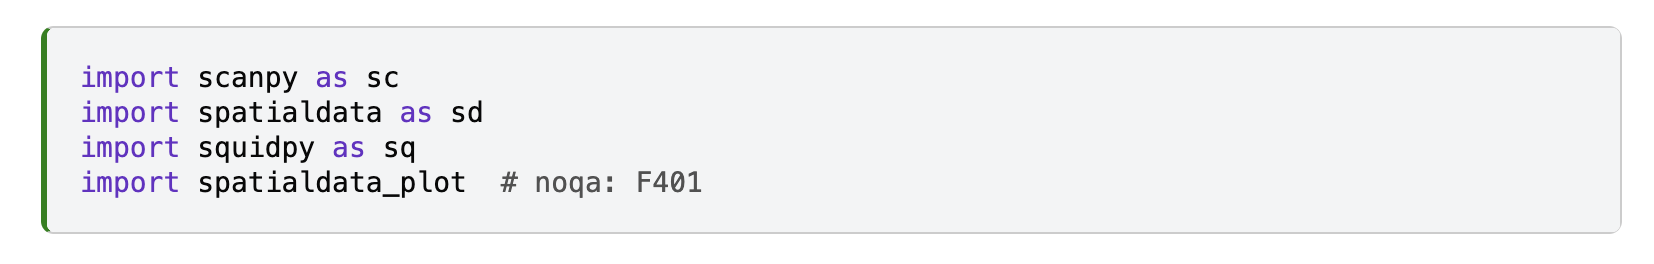 import scanpy as sc
import spatialdata as sd
import squidpy as sq
import spatialdata_plot  # noqa: F401